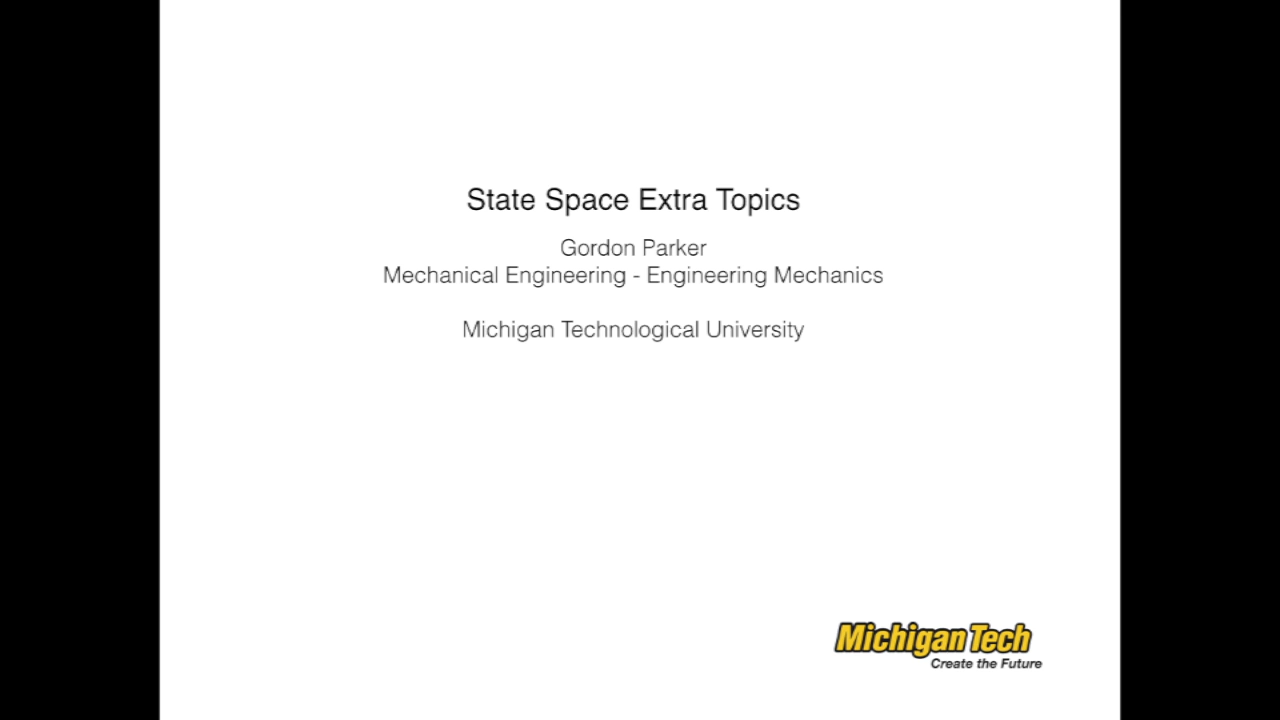 State Space Extra Topics
Gordon Parker
Mechanical Engineering - Engineering Mechanics
Michigan Technological University
Michigan Tech
Create the Future